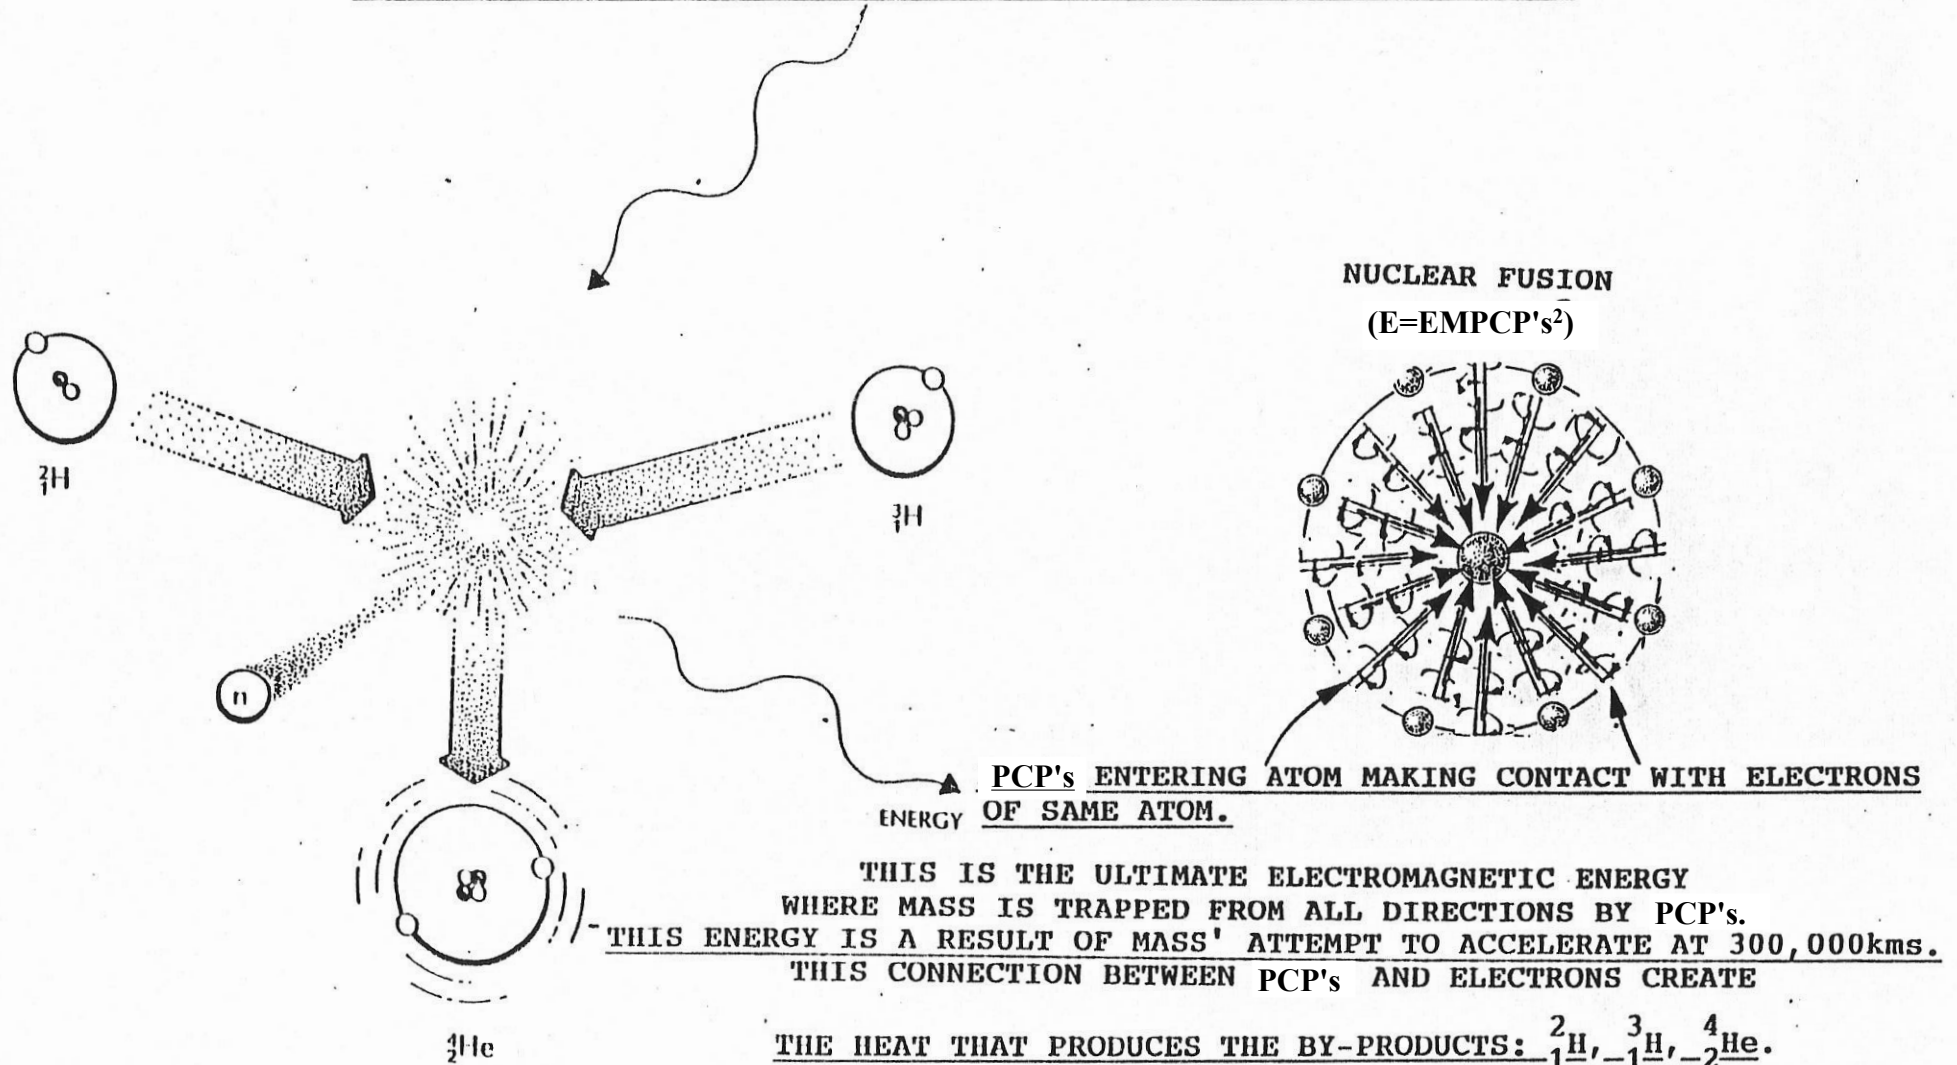 NUCLEAR FUSION
(E=EMPCP's²)
²₁H
³₁H
n
PCP's ENTERING ATOM MAKING CONTACT WITH ELECTRONS
ENERGY OF SAME ATOM.
THIS IS THE ULTIMATE ELECTROMAGNETIC ENERGY
WHERE MASS IS TRAPPED FROM ALL DIRECTIONS BY PCP's.
THIS ENERGY IS A RESULT OF MASS' ATTEMPT TO ACCELERATE AT 300,000kms.
THIS CONNECTION BETWEEN PCP's AND ELECTRONS CREATE
⁴₂He
THE HEAT THAT PRODUCES THE BY-PRODUCTS: ²₁H, ³₁H, ⁴₂He.